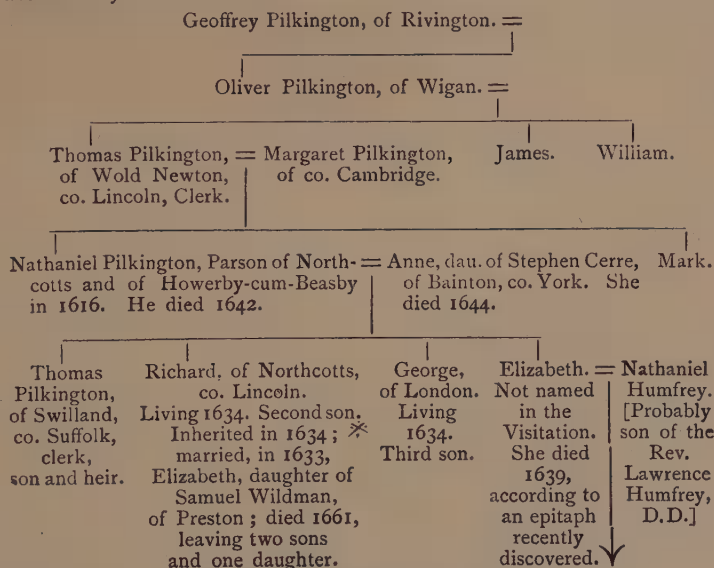 Geoffrey Pilkington, of Rivington. =
Oliver Pilkington, of Wigan. =
Thomas Pilkington, = Margaret Pilkington, James. William.
of Wold Newton, of co. Cambridge.
co. Lincoln, Clerk.
Nathaniel Pilkington, Parson of North- = Anne, dau. of Stephen Cerre, Mark.
cotts and of Howerby-cum-Beasby of Bainton, co. York. She
in 1616. He died 1642. died 1644.
Thomas
Pilkington,
of Swilland,
co. Suffolk,
clerk,
son and heir.
Richard, of Northcotts,
co. Lincoln.
Living 1634. Second son.
Inherited in 1634; ※
married, in 1633,
Elizabeth, daughter of
Samuel Wildman,
of Preston; died 1661,
leaving two sons
and one daughter.
George,
of London.
Living
1634.
Third son.
Elizabeth. =
Not named
in the
Visitation.
She died
1639,
according to
an epitaph
recently
discovered.
Nathaniel
Humfrey.
[Probably
son of the
Rev.
Lawrence
Humfrey,
D.D.]